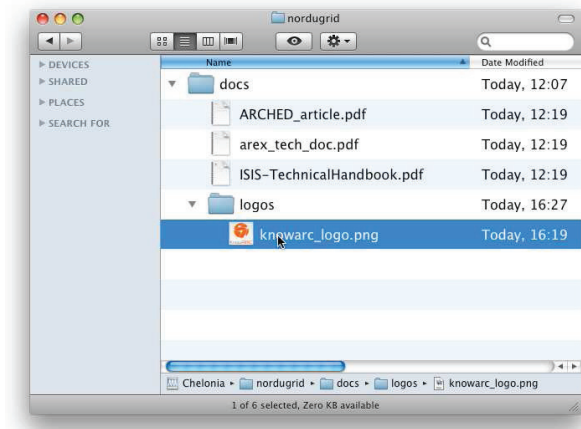 nordugrid
DEVICES
SHARED
PLACES
SEARCH FOR
Name Date Modified
docs Today, 12:07
ARCHED_article.pdf Today, 12:19
arex_tech_doc.pdf Today, 12:19
ISIS-TechnicalHandbook.pdf Today, 12:19
logos Today, 16:27
knowarc_logo.png Today, 16:19
Chelonia ▸ nordugrid ▸ docs ▸ logos ▸ knowarc_logo.png
1 of 6 selected, Zero KB available